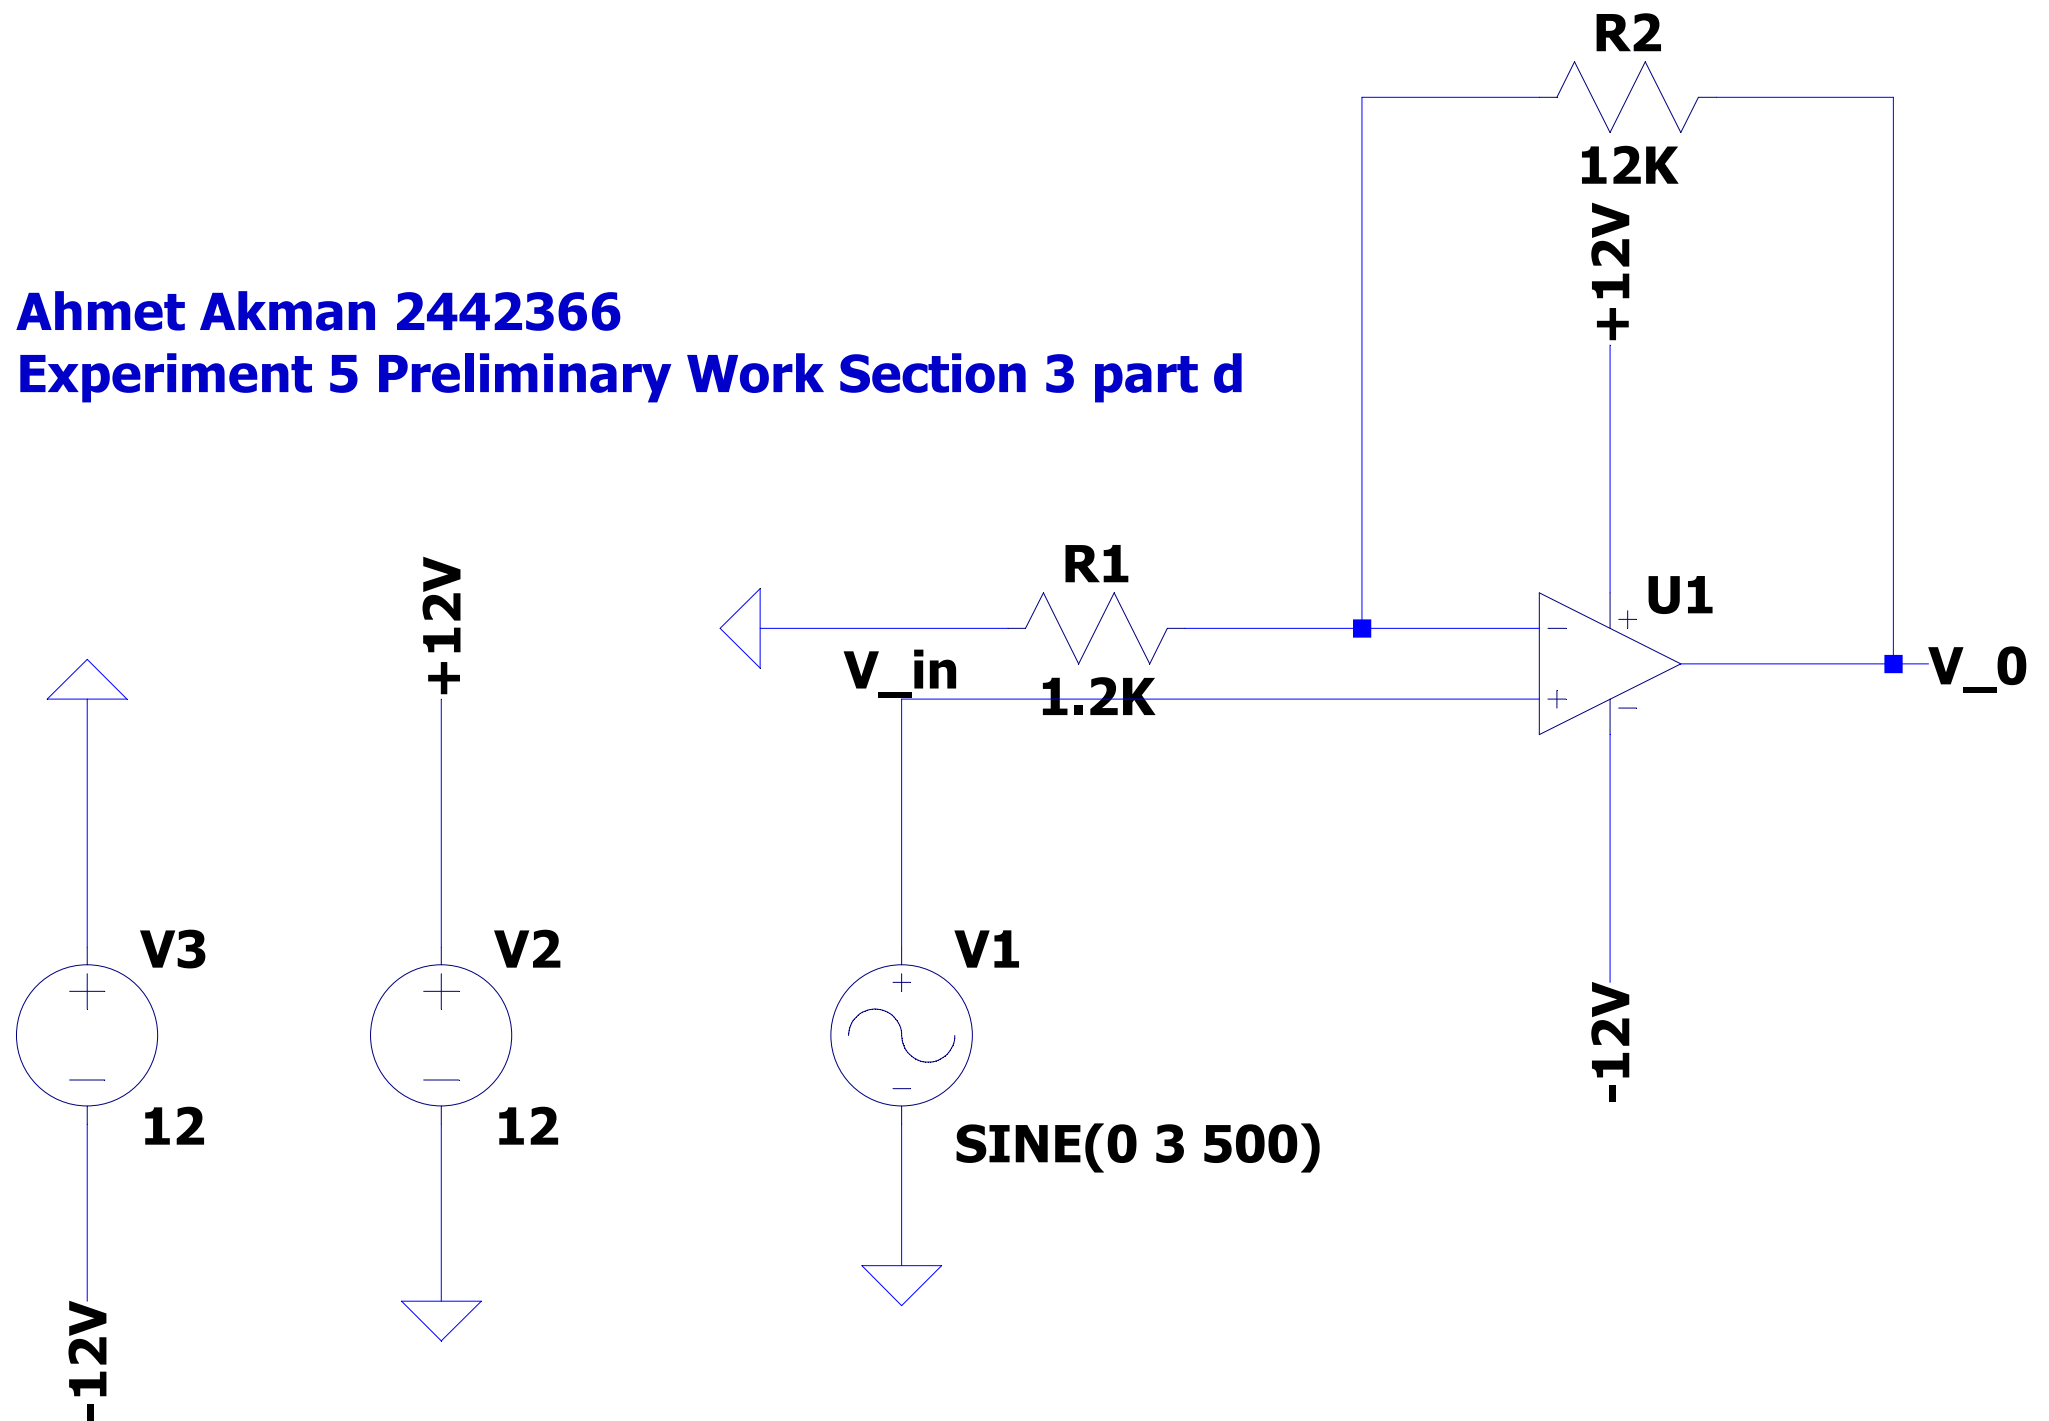 R2
12K
+12V
Ahmet Akman 2442366
Experiment 5 Preliminary Work Section 3 part d
R1
U1
+12V
V_in
1.2K
V_0
V3
V2
V1
-12V
12
12
SINE(0 3 500)
-12V